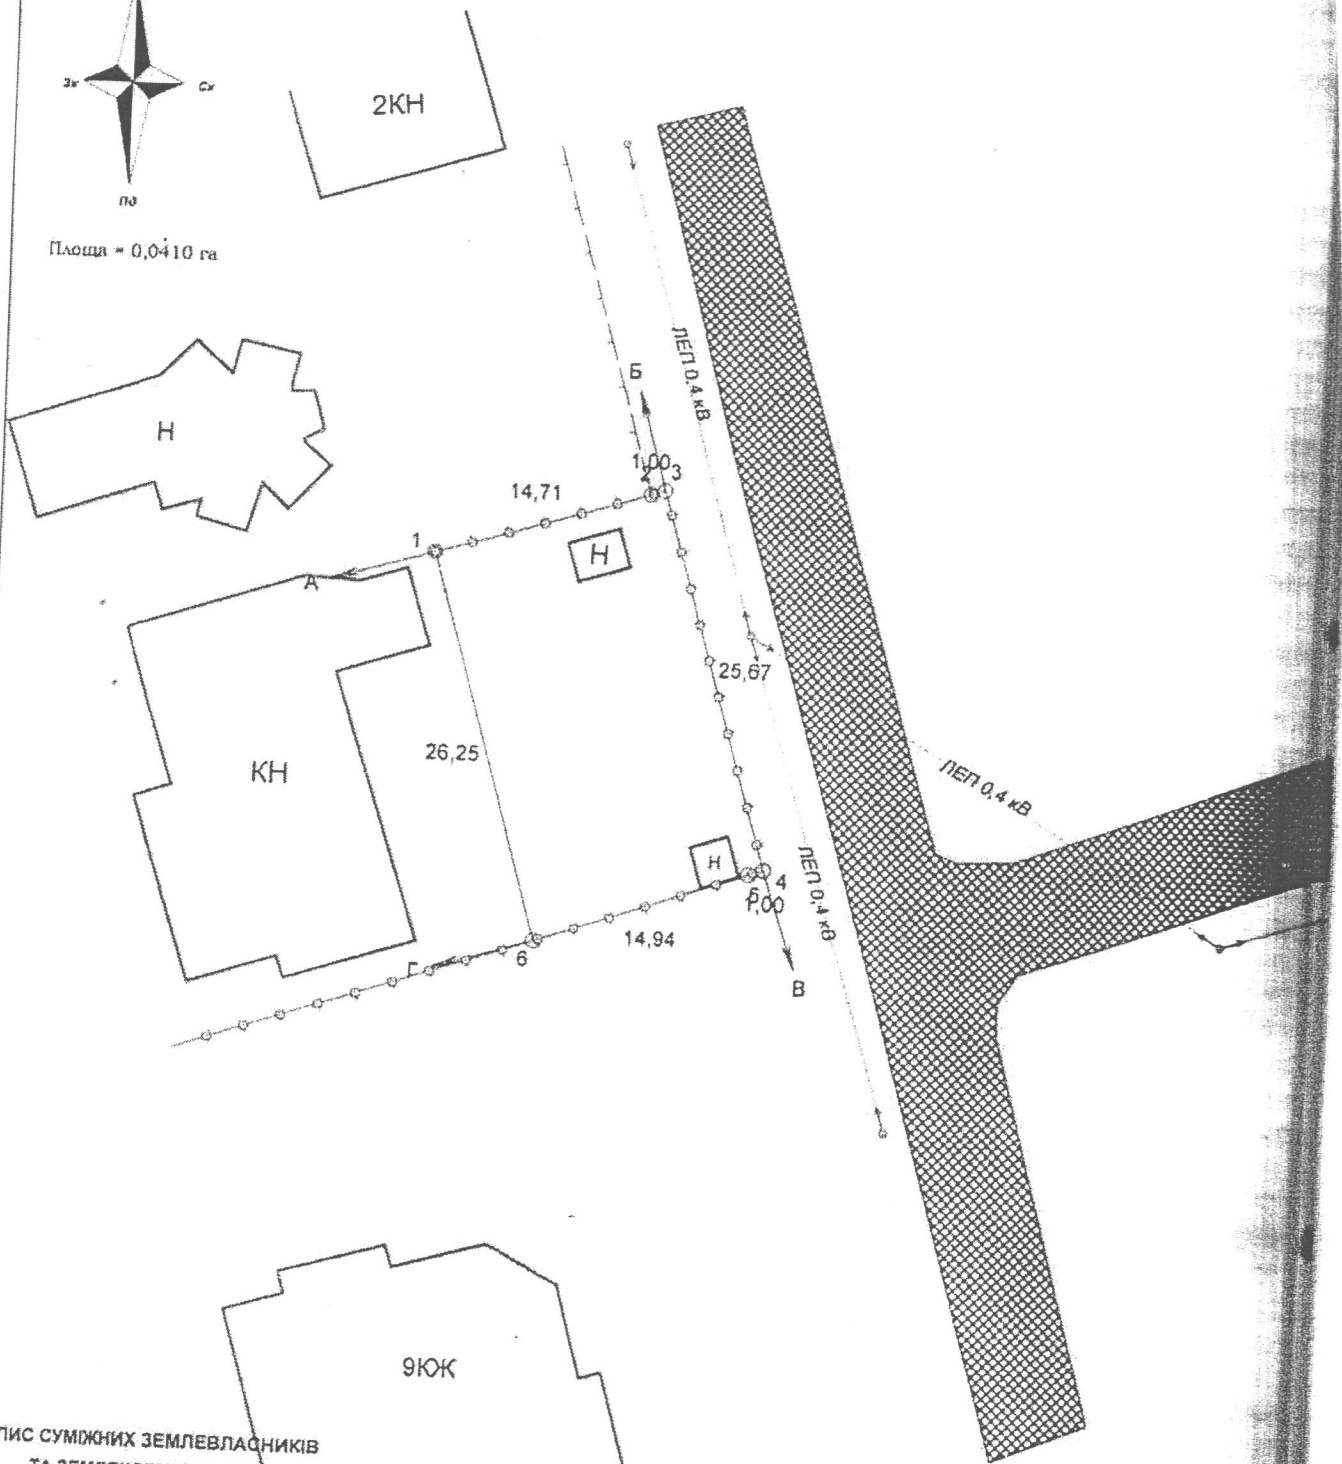 2КН
Зх
Сх
Пд
Площа = 0,0410 га
ЛЕП 0,4 кВ
Б
Н
1,00
2
3
14,71
1
Н
А
25,67
26,25
КН
ЛЕП 0,4 кВ
Н
4
5
1,00
ЛЕП 0,4 кВ
14,94
6
Г
В
9КЖ
ПИС СУМІЖНИХ ЗЕМЛЕВЛАСНИКІВ